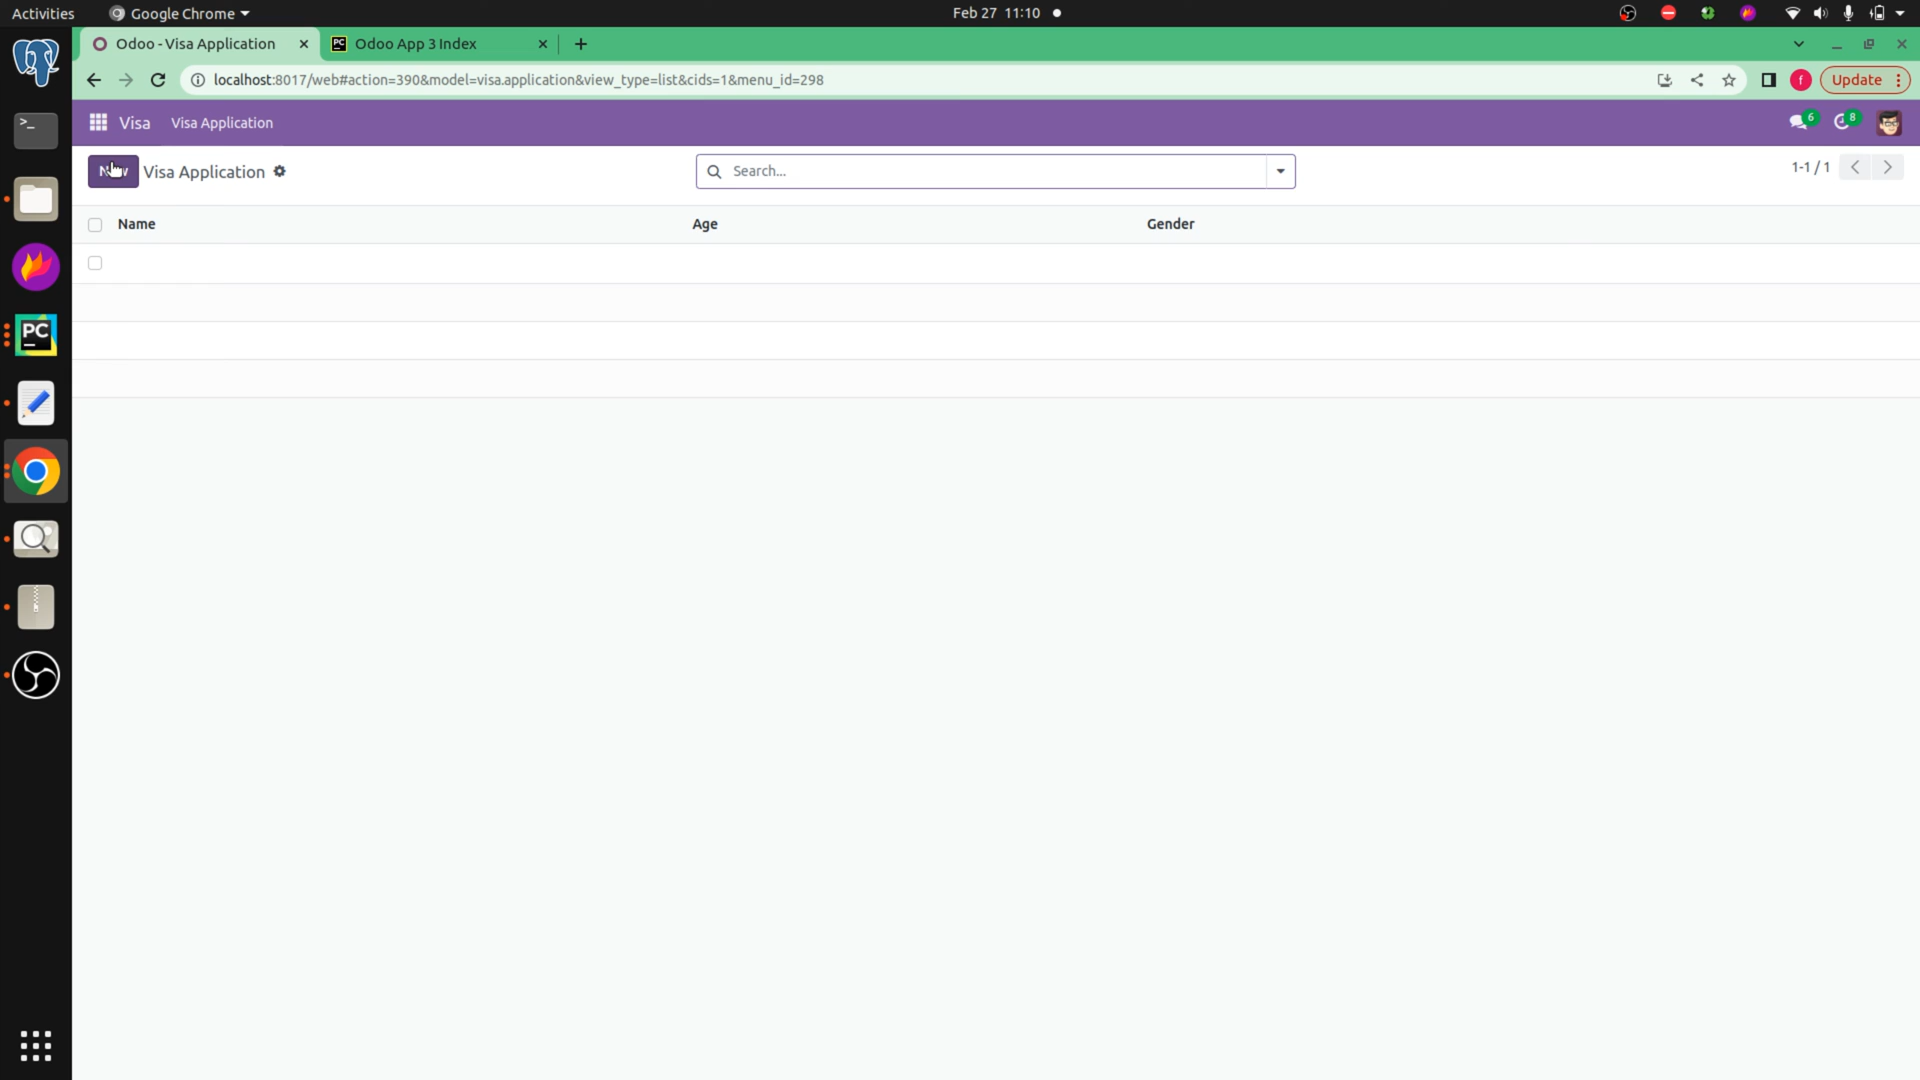 Activities
Google Chrome
Feb 27 11:10
Odoo - Visa Application
PC
Odoo App 3 Index
localhost:8017/web#action=390&model=visa.application&view_type=list&cids=1&menu_id=298
f
Update
Visa
Visa Application
6
8
Visa Application
Search...
1-1 / 1
Name
Age
Gender
>_
PC